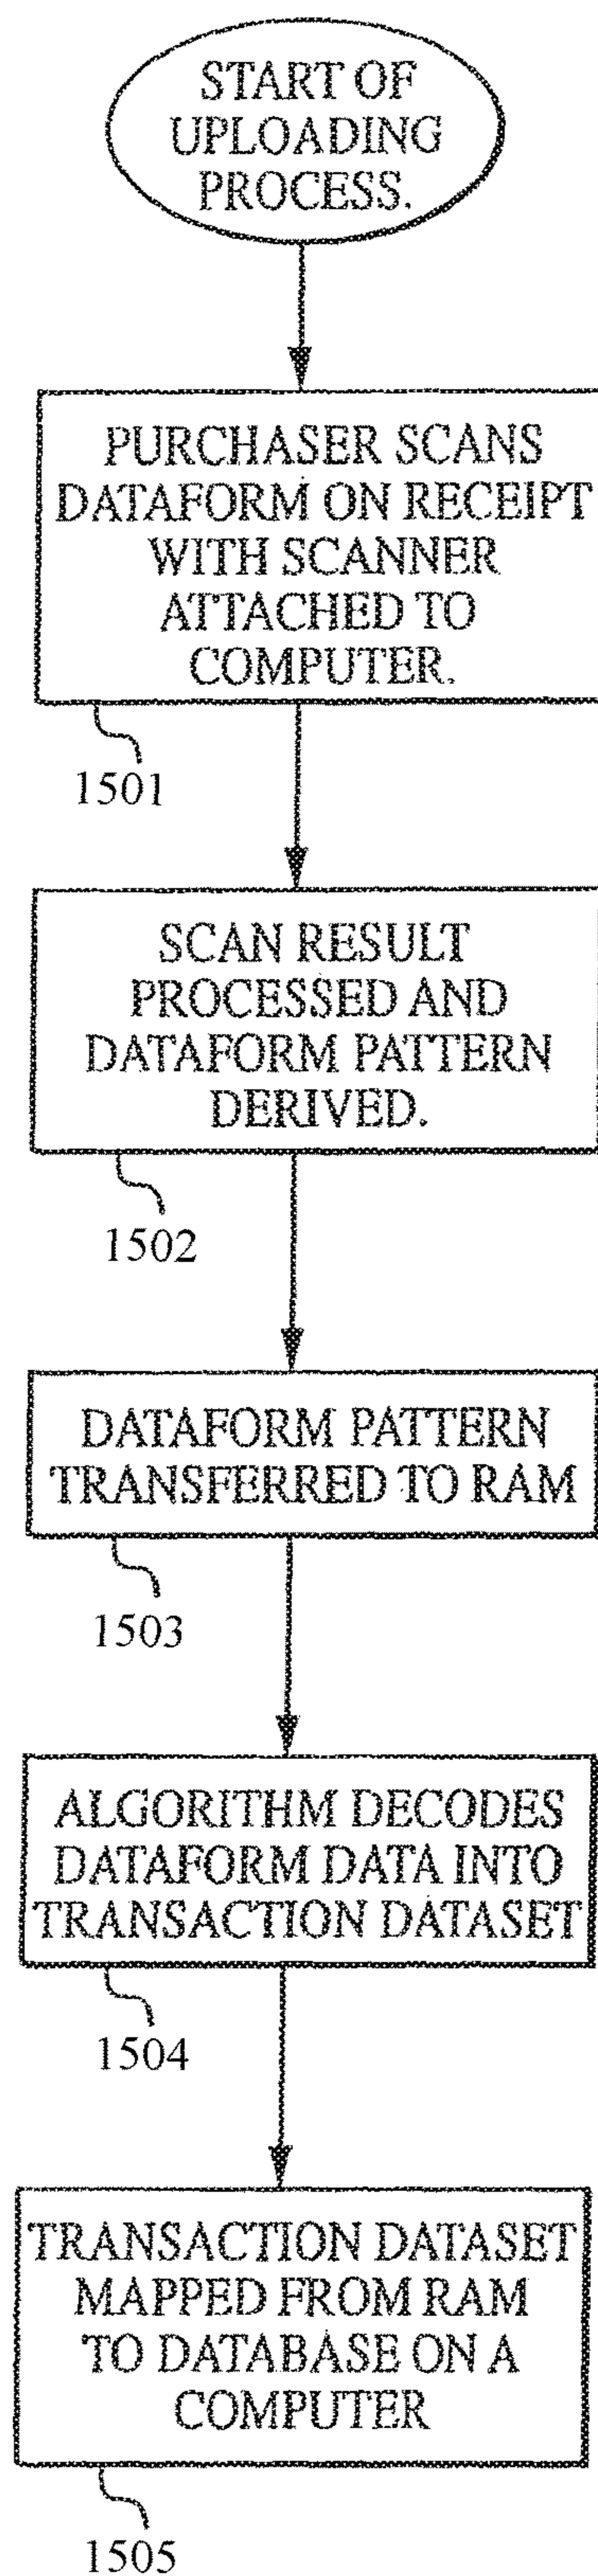 START OF
UPLOADING
PROCESS.
PURCHASER SCANS
DATAFORM ON RECEIPT
WITH SCANNER
ATTACHED TO
COMPUTER.
1501
SCAN RESULT
PROCESSED AND
DATAFORM PATTERN
DERIVED.
1502
DATAFORM PATTERN
TRANSFERRED TO RAM
1503
ALGORITHM DECODES
DATAFORM DATA INTO
TRANSACTION DATASET
1504
TRANSACTION DATASET
MAPPED FROM RAM
TO DATABASE ON A
COMPUTER
1505